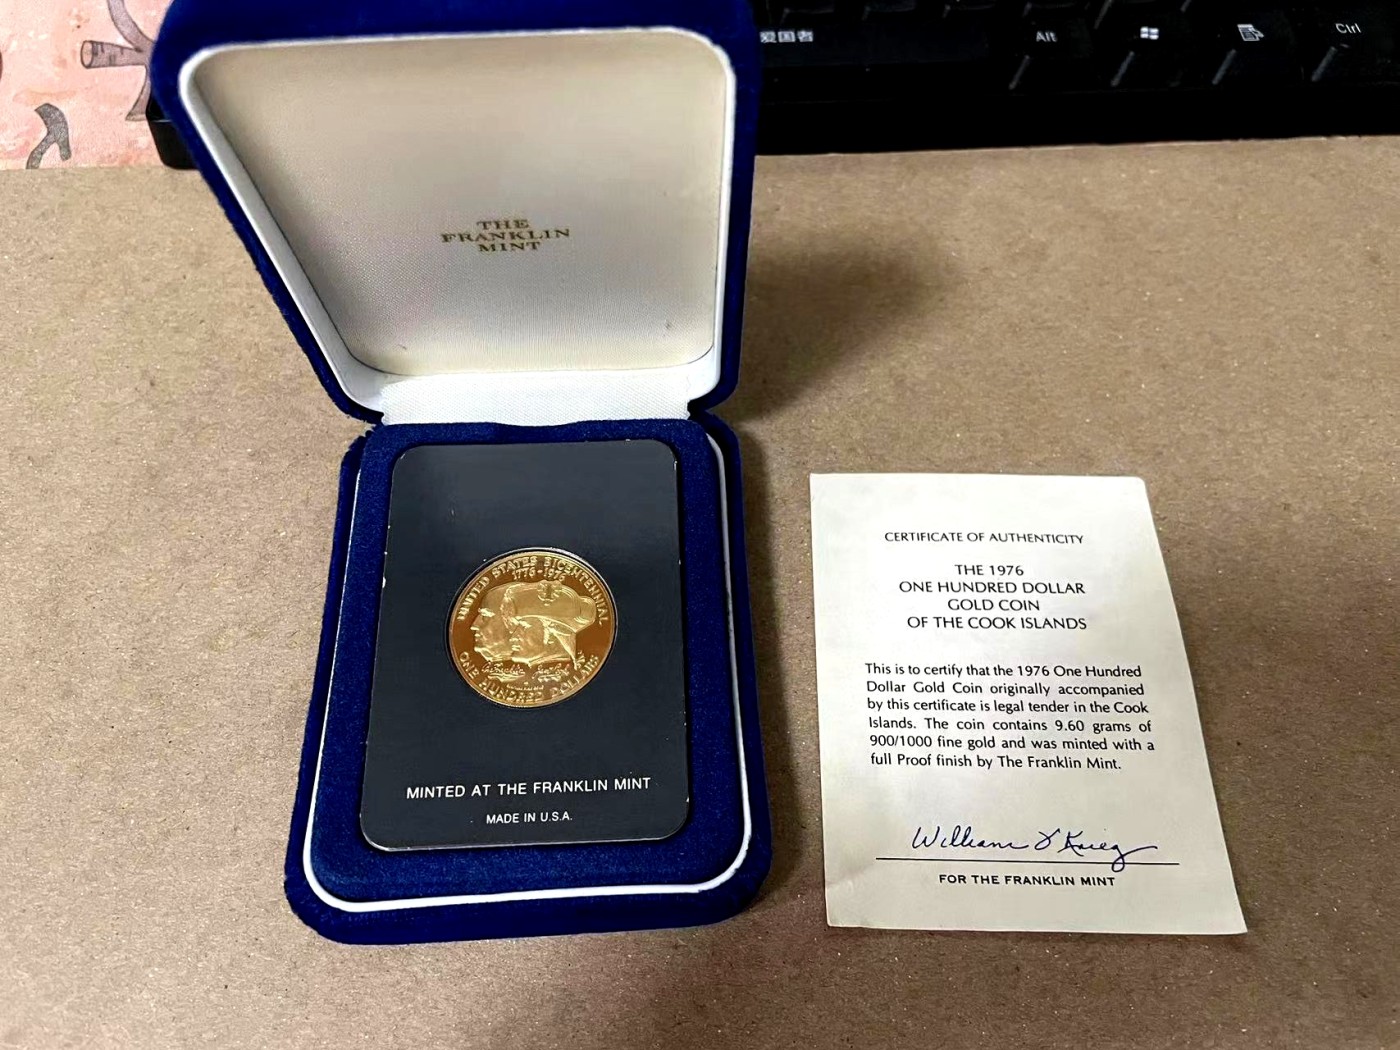 爱国者
Alt
Ctrl
THE
FRANKLIN
MINT
UNITED STATES BICENTENNIAL
1776-1976
ONE HUNDRED DOLLARS
MINTED AT THE FRANKLIN MINT
MADE IN U.S.A.
CERTIFICATE OF AUTHENTICITY
THE 1976
ONE HUNDRED DOLLAR
GOLD COIN
OF THE COOK ISLANDS
This is to certify that the 1976 One Hundred
Dollar Gold Coin originally accompanied
by this certificate is legal tender in the Cook
Islands. The coin contains 9.60 grams of
900/1000 fine gold and was minted with a
full Proof finish by The Franklin Mint.
William
FOR THE FRANKLIN MINT